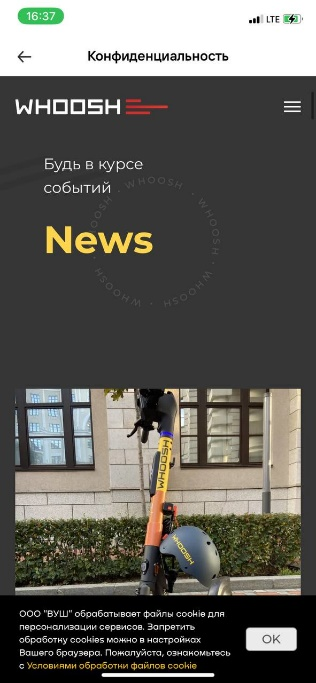 16:37
LTE
Конфиденциальность
WHOOSH
Будь в курсе
событий
WHOOSH · WHOOSH · WHOOSH · WHOOSH ·
News
WHOOSH
WHOOSH
ООО "ВУШ" обрабатывает файлы cookie для
персонализации сервисов. Запретить
обработку cookies можно в настройках
Вашего браузера. Пожалуйста, ознакомьтесь
с Условиями обработки файлов cookie
OK